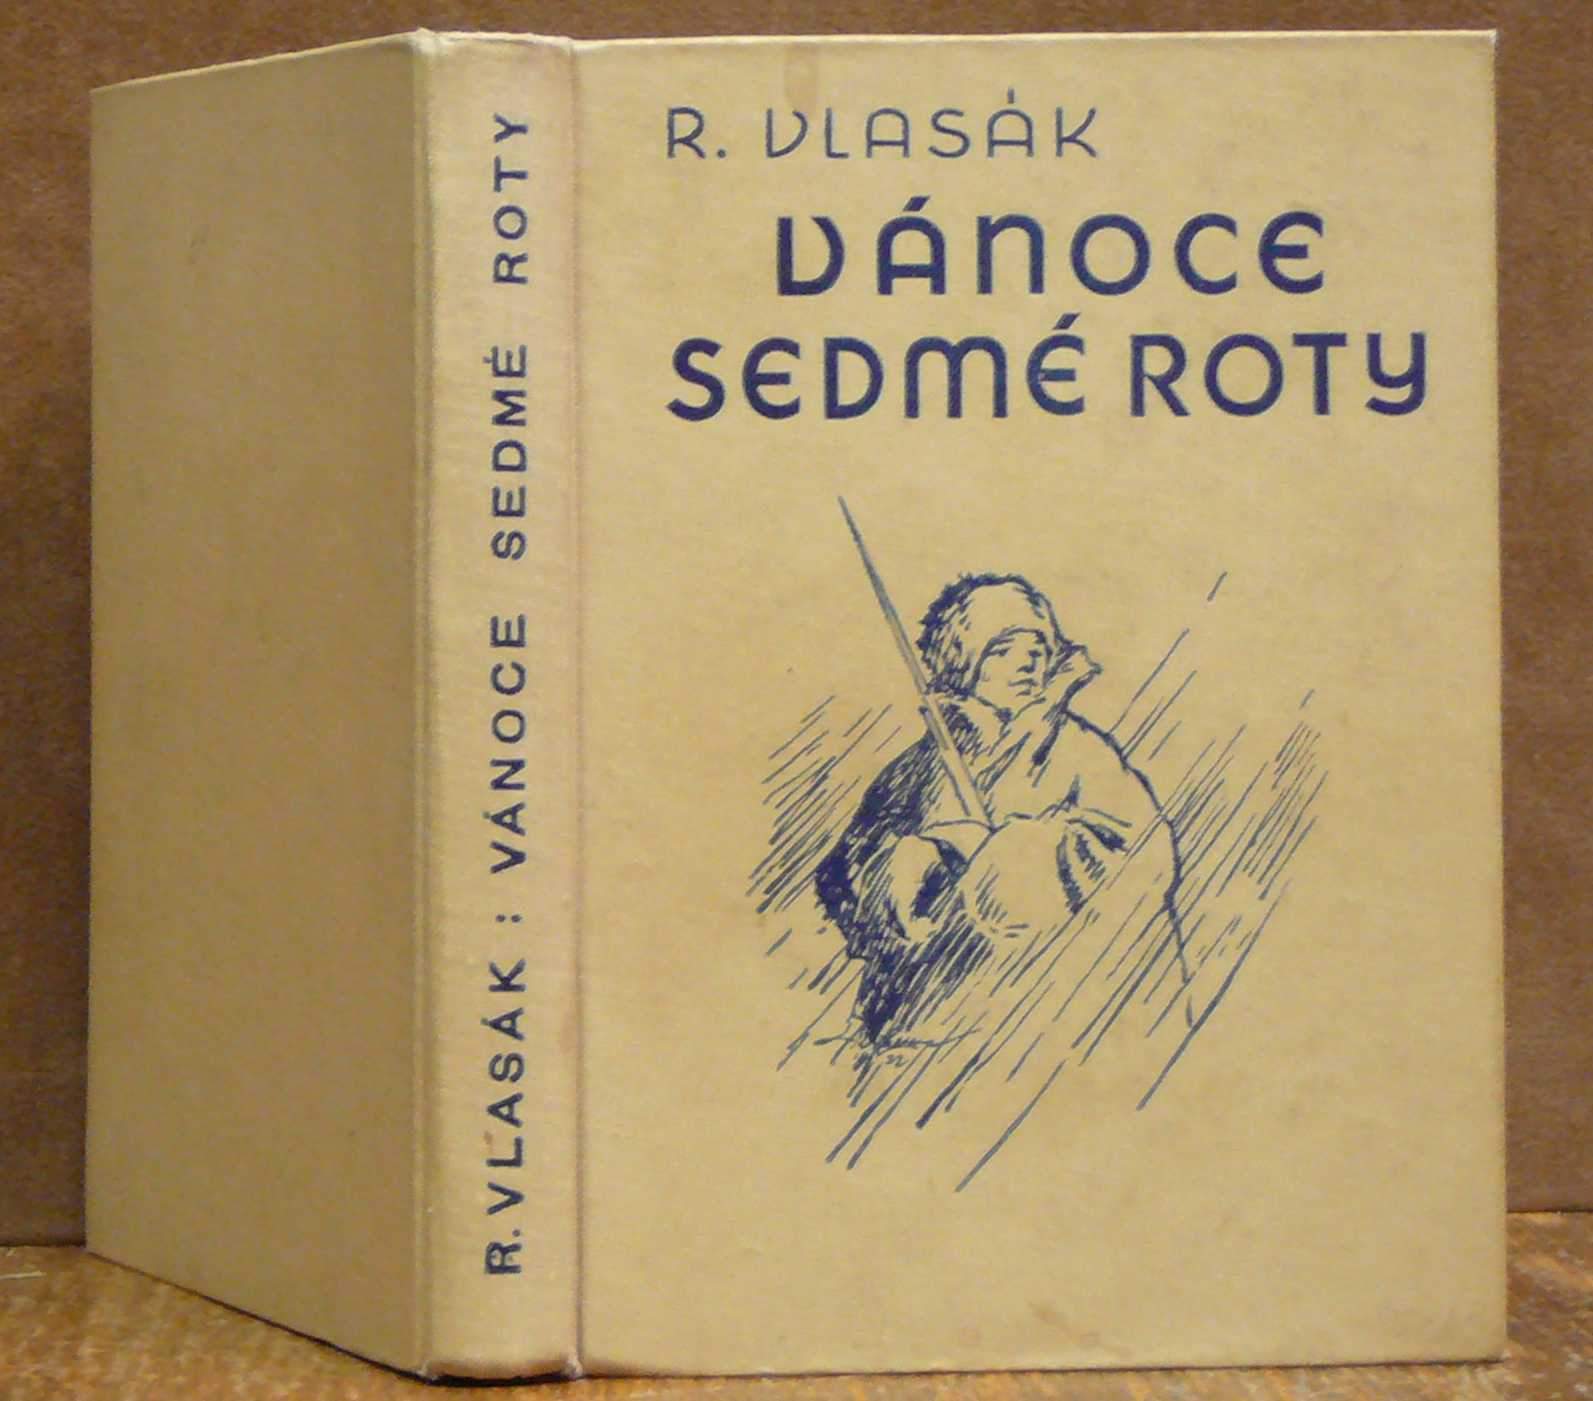 R. VLASÁK : VÁNOCE SEDMÉ ROTY
R. VLASÁK
VÁNOCE
SEDMÉ ROTY